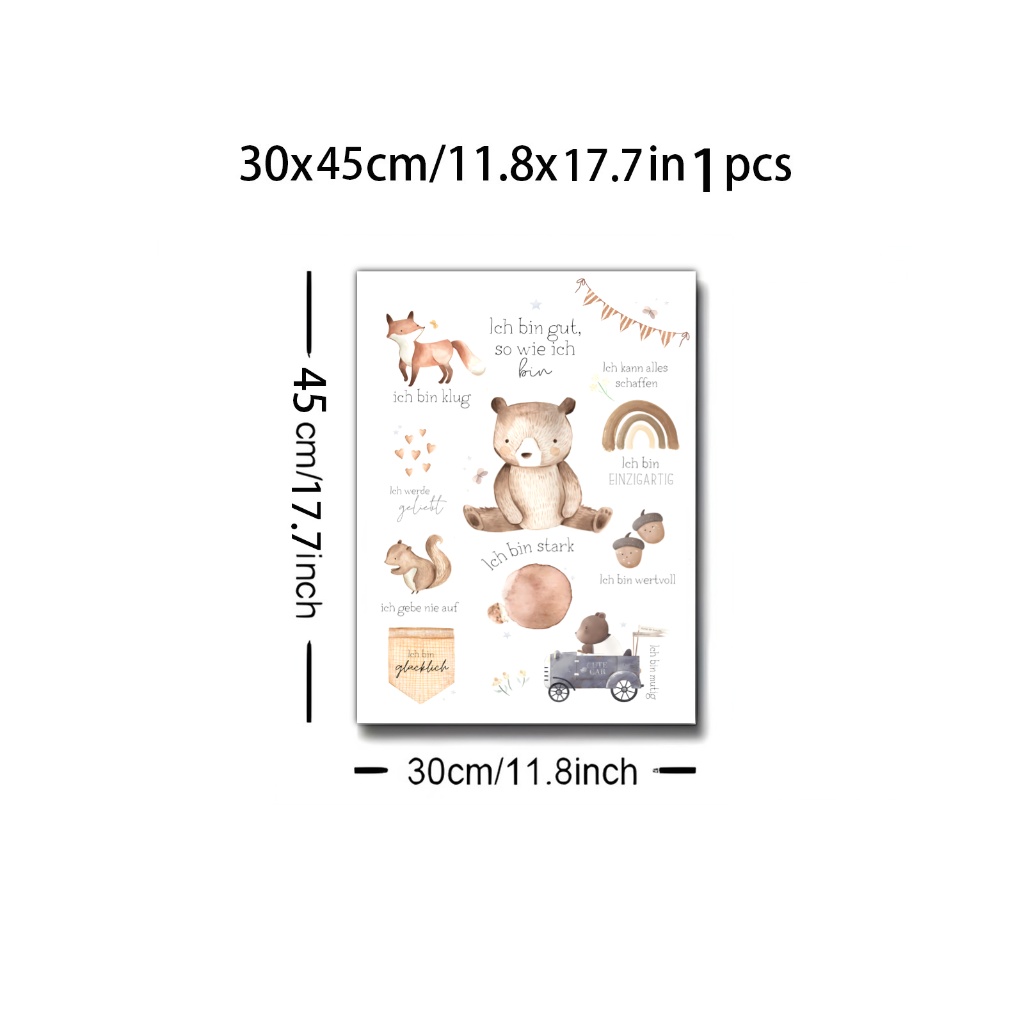 30x45cm/11.8x17.7in 1 pcs
45 cm/17.7inch
Ich bin gut,
so wie ich
bin
ich bin klug
Ich kann alles
schaffen
Ich bin
EINZIGARTIG
Ich werde
geliebt
Ich bin stark
Ich bin wertvoll
ich gebe nie auf
Ich bin
glücklich
Ich bin mutig
30cm/11.8inch